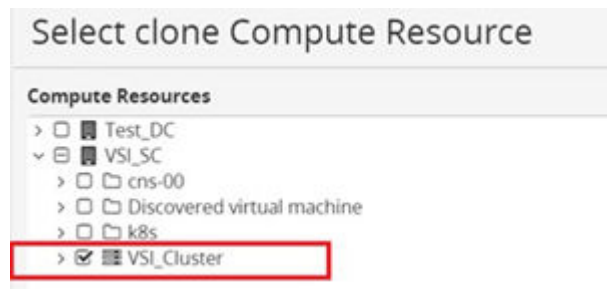 Select clone Compute Resource
Compute Resources
Test_DC
VSI_SC
cns-00
Discovered virtual machine
k8s
VSI_Cluster